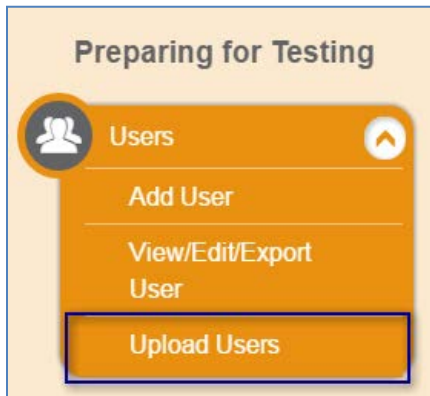 Preparing for Testing
Users
Add User
View/Edit/Export
User
Upload Users